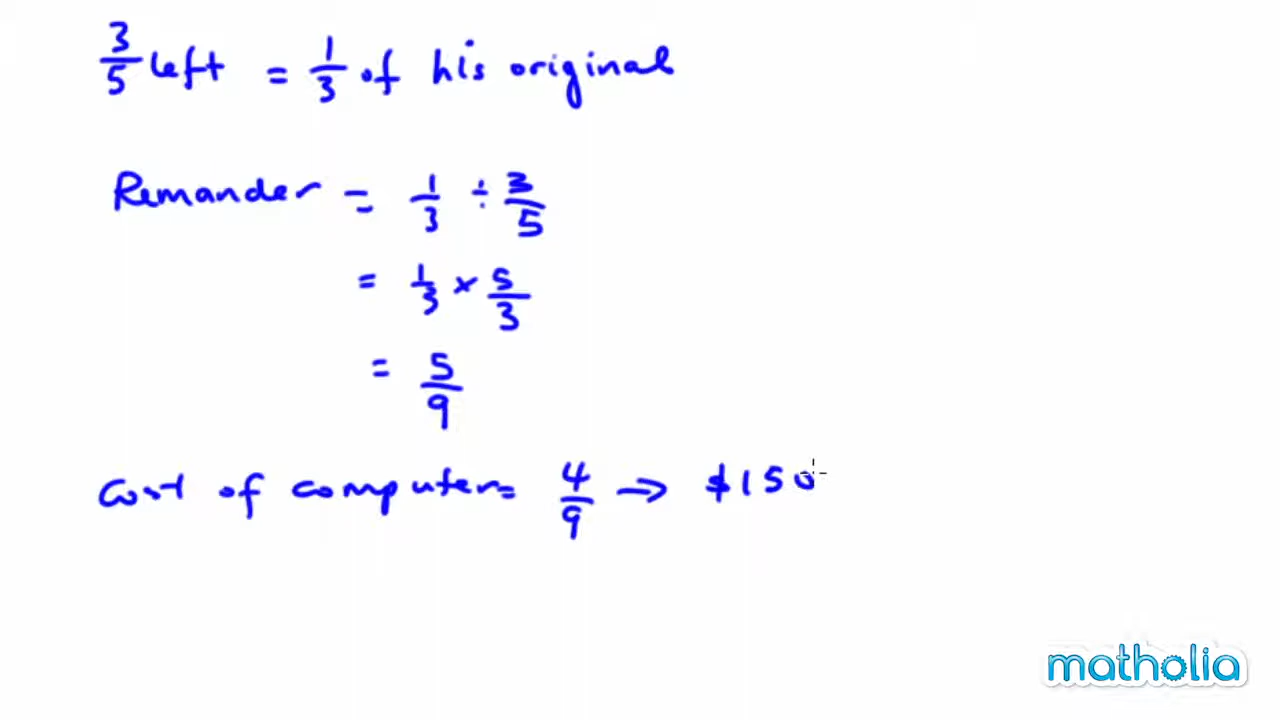 3/5 left = 1/3 of his original
Remander = 1/3 ÷ 3/5
= 1/3 × 5/3
= 5/9
Cost of computer = 4/9 → $150
matholia